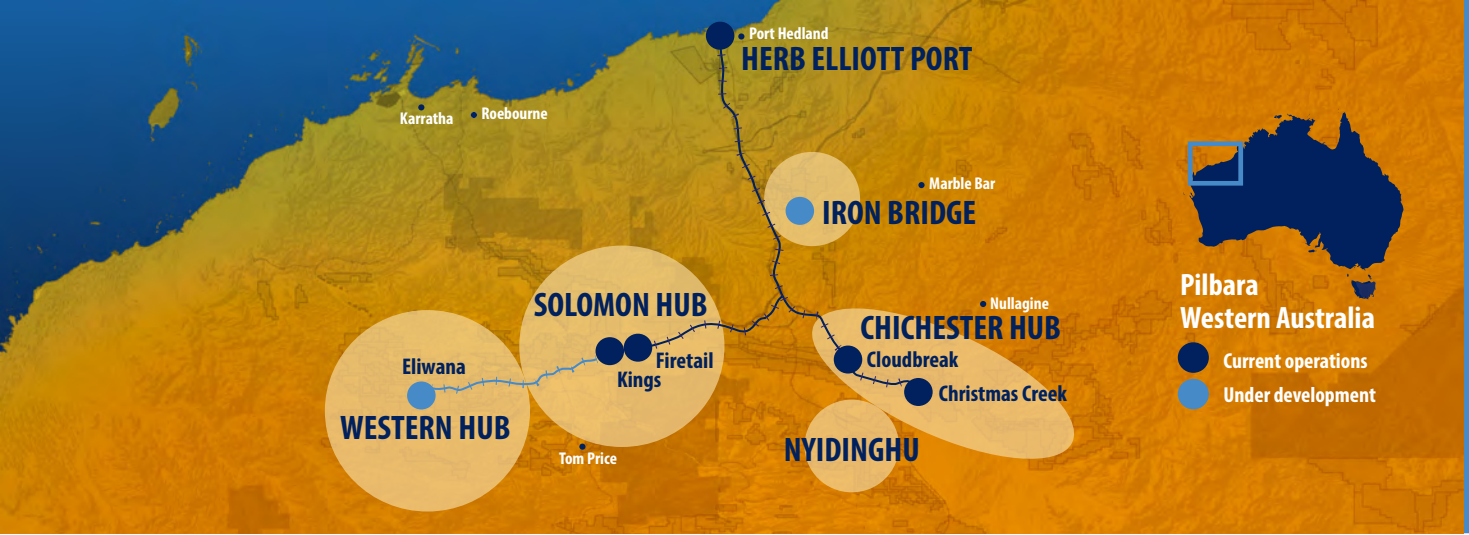 Port Hedland
HERB ELLIOTT PORT
Karratha
Roebourne
Marble Bar
IRON BRIDGE
Pilbara
Western Australia
Current operations
Under development
SOLOMON HUB
Nullagine
CHICHESTER HUB
Eliwana
Firetail
Kings
Cloudbreak
Christmas Creek
WESTERN HUB
Tom Price
NYIDINGHU